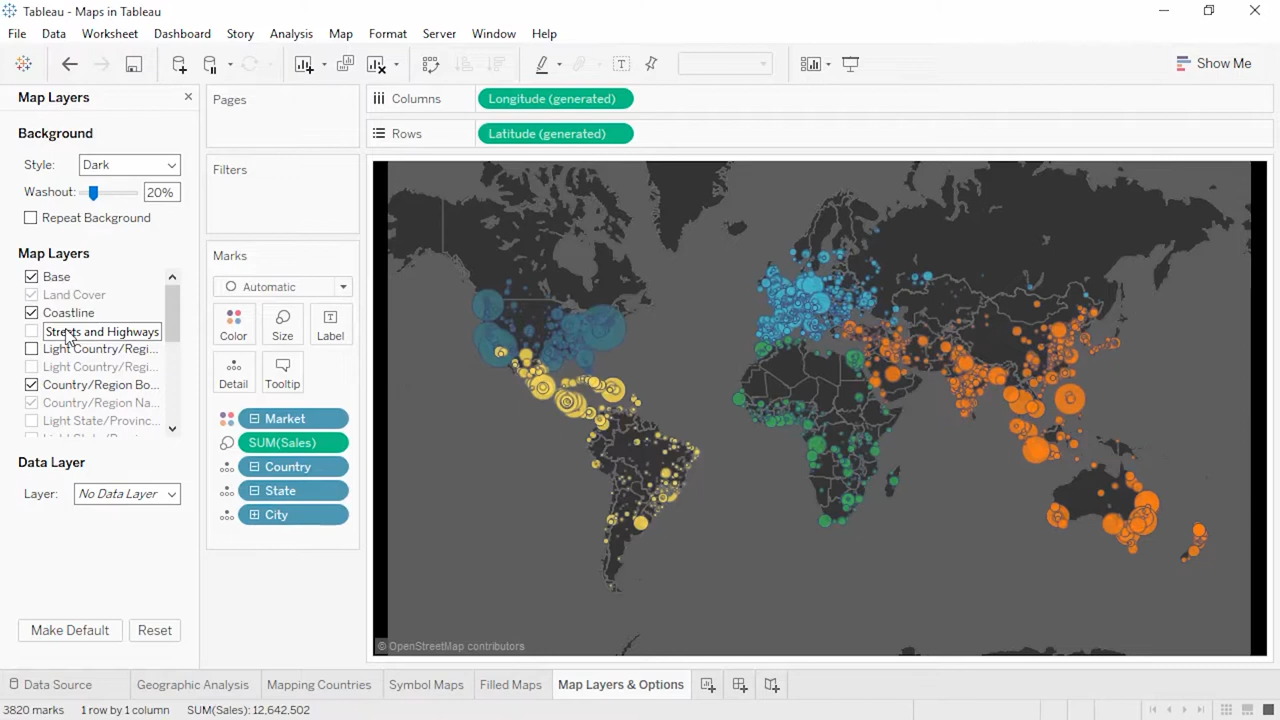 Tableau - Maps in Tableau
File Data Worksheet Dashboard Story Analysis Map Format Server Window Help
Show Me
Map Layers
Background
Style: Dark
Washout: 20%
Repeat Background
Map Layers
Base
Land Cover
Coastline
Streets and Highways
Light Country/Regi...
Light Country/Regi...
Country/Region Bo...
Country/Region Na...
Light State/Provinc...
Data Layer
Layer: No Data Layer
Make Default Reset
Pages
Filters
Marks
Automatic
Color Size Label
Detail Tooltip
Market
SUM(Sales)
Country
State
City
Columns Longitude (generated)
Rows Latitude (generated)
© OpenStreetMap contributors
Data Source Geographic Analysis Mapping Countries Symbol Maps Filled Maps Map Layers & Options
3820 marks 1 row by 1 column SUM(Sales): 12,642,502